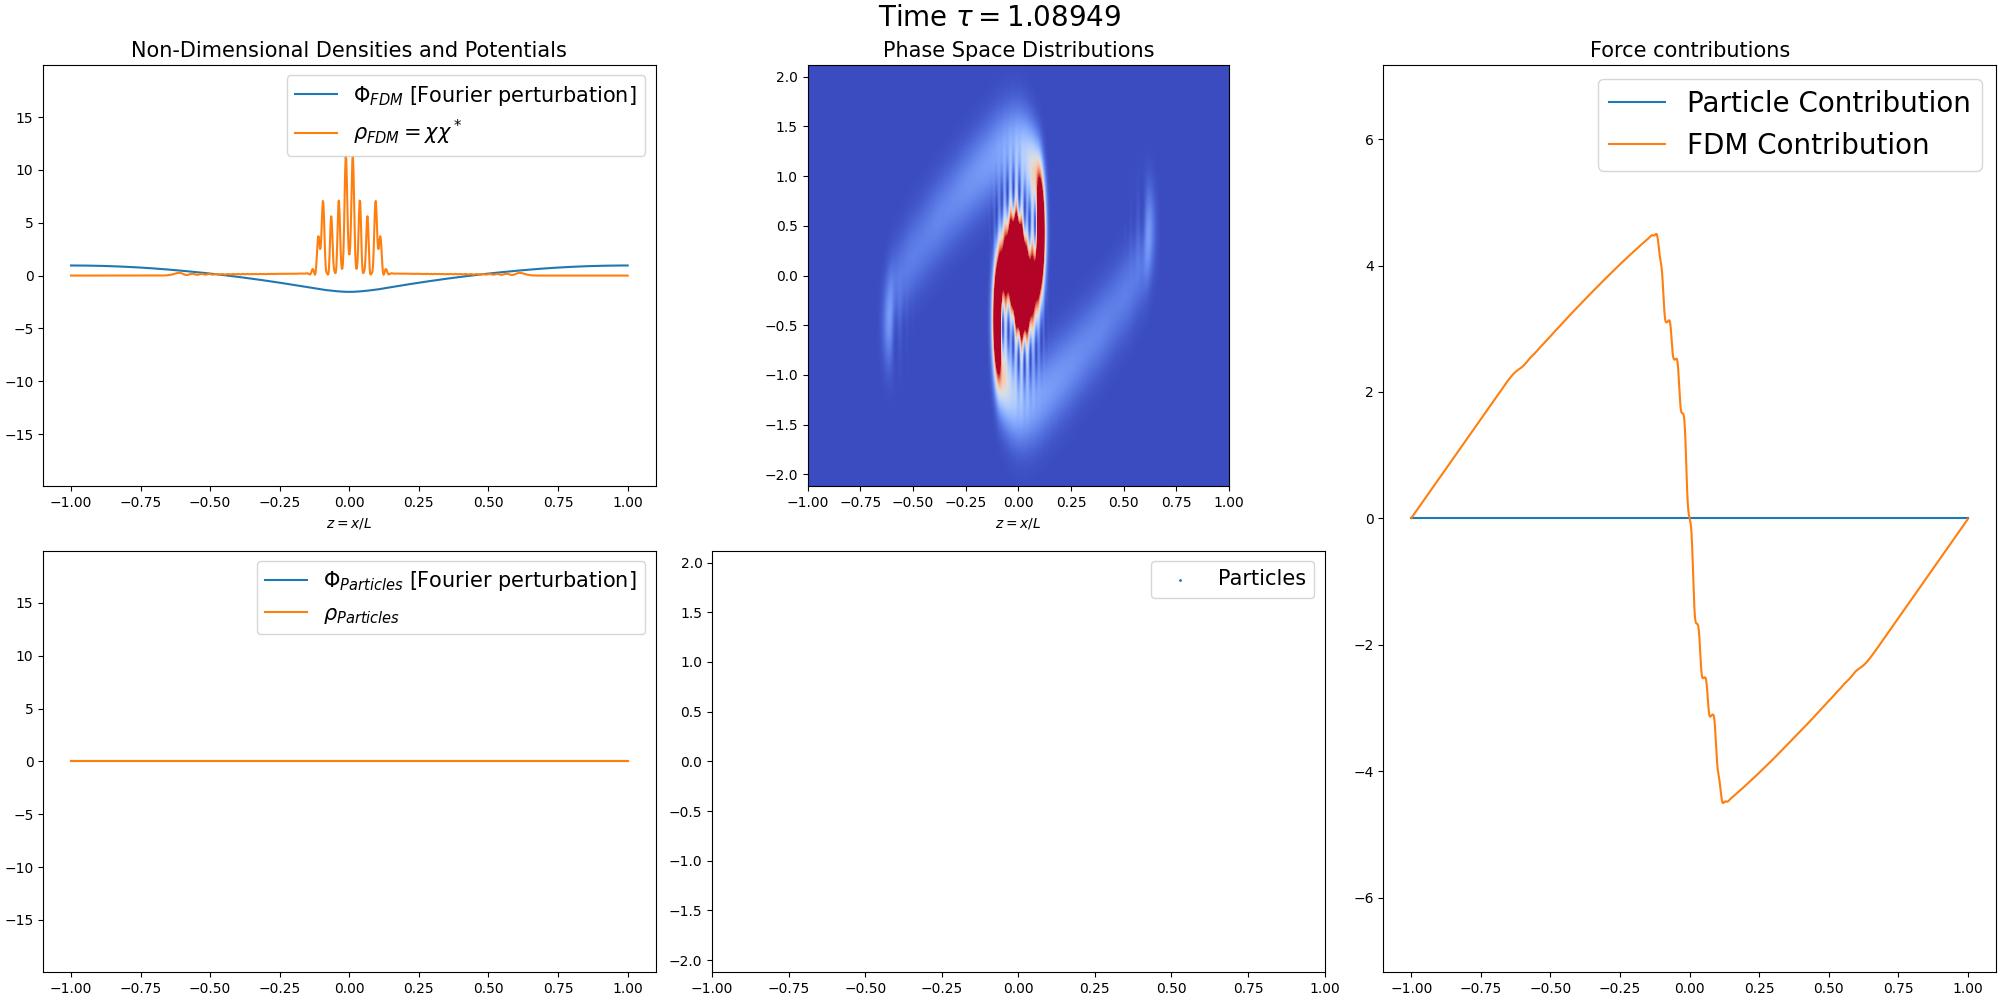 Time τ = 1.08949
Non-Dimensional Densities and Potentials
Φ_FDM [Fourier perturbation]
ρ_FDM = χχ*
15
10
5
0
−5
−10
−15
−1.00 −0.75 −0.50 −0.25 0.00 0.25 0.50 0.75 1.00
z = x/L
Phase Space Distributions
2.0
1.5
1.0
0.5
0.0
−0.5
−1.0
−1.5
−2.0
−1.00 −0.75 −0.50 −0.25 0.00 0.25 0.50 0.75 1.00
z = x/L
Force contributions
Particle Contribution
FDM Contribution
6
4
2
0
−2
−4
−6
−1.00 −0.75 −0.50 −0.25 0.00 0.25 0.50 0.75 1.00
Φ_Particles [Fourier perturbation]
ρ_Particles
15
10
5
0
−5
−10
−15
−1.00 −0.75 −0.50 −0.25 0.00 0.25 0.50 0.75 1.00
Particles
2.0
1.5
1.0
0.5
0.0
−0.5
−1.0
−1.5
−2.0
−1.00 −0.75 −0.50 −0.25 0.00 0.25 0.50 0.75 1.00